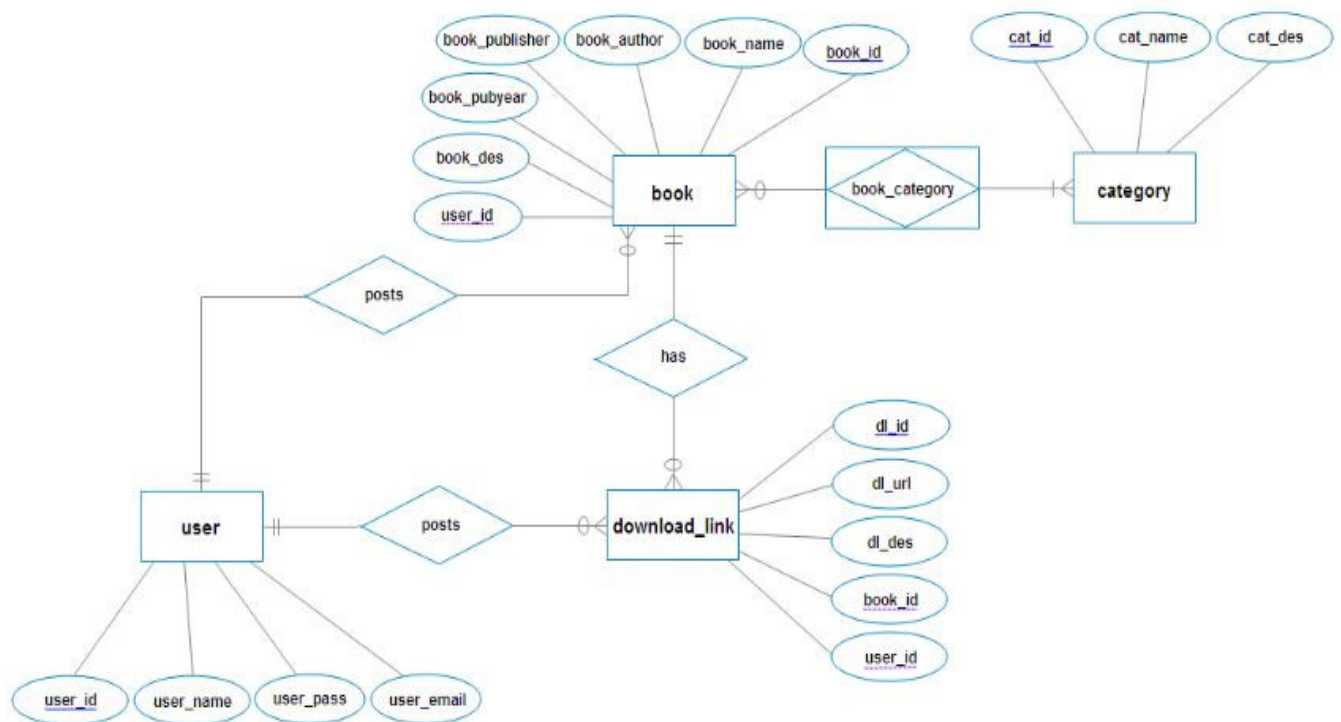 book_publisher
book_author
book_name
book_id
cat_id
cat_name
cat_des
book_pubyear
book_des
user_id
book
book_category
category
posts
has
dl_id
dl_url
user
posts
download_link
dl_des
book_id
user_id
user_id
user_name
user_pass
user_email